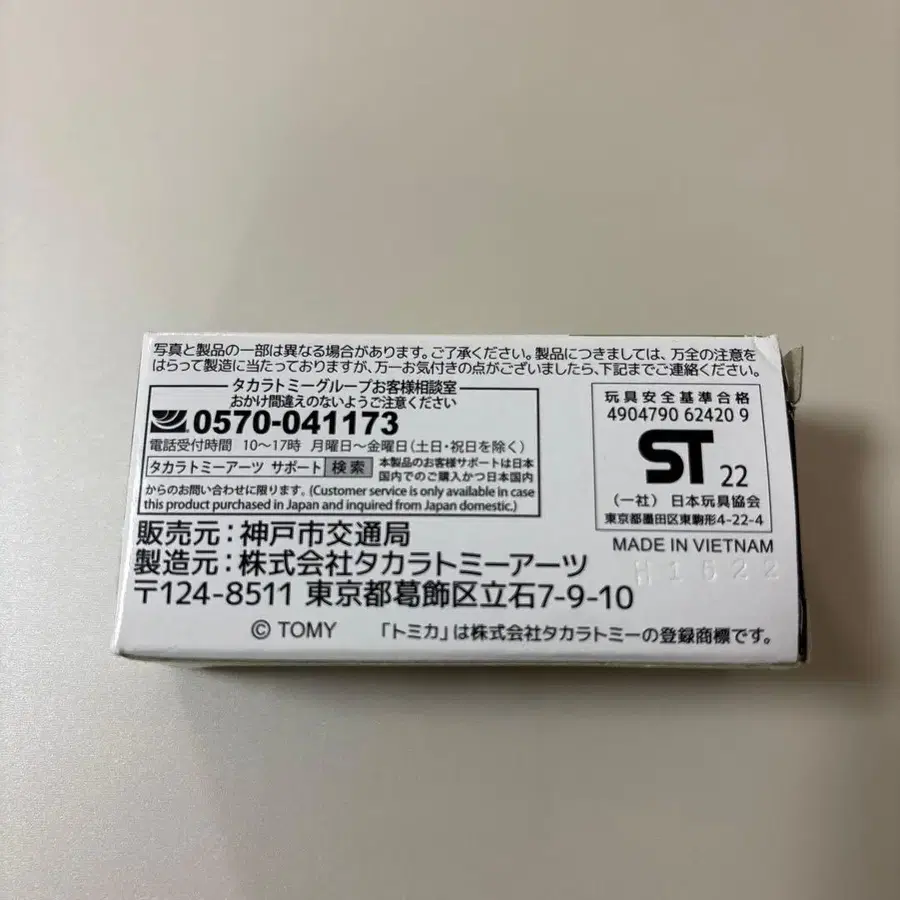 写真と製品の一部は異なる場合があります。ご了承ください。製品につきましては、万全の注意を
はらって製造に当たっておりますが、万一お気付きの点がございましたら、下記までご連絡ください。
タカラトミーグループお客様相談室
おかけ間違えのないようご注意ください
0570-041173
電話受付時間 10～17時 月曜日～金曜日（土日・祝日を除く）
タカラトミーアーツ サポート 検索
本製品のお客様サポートは日本
国内でのご購入かつ日本国内
からのお問い合わせに限ります。(Customer service is only available in case
this product purchased in Japan and inquired from Japan domestic.)
玩具安全基準合格
4904790 62420 9
ST 22
（一社）日本玩具協会
東京都墨田区東駒形4-22-4
MADE IN VIETNAM
H1622
販売元：神戸市交通局
製造元：株式会社タカラトミーアーツ
〒124-8511 東京都葛飾区立石7-9-10
© TOMY 「トミカ」は株式会社タカラトミーの登録商標です。